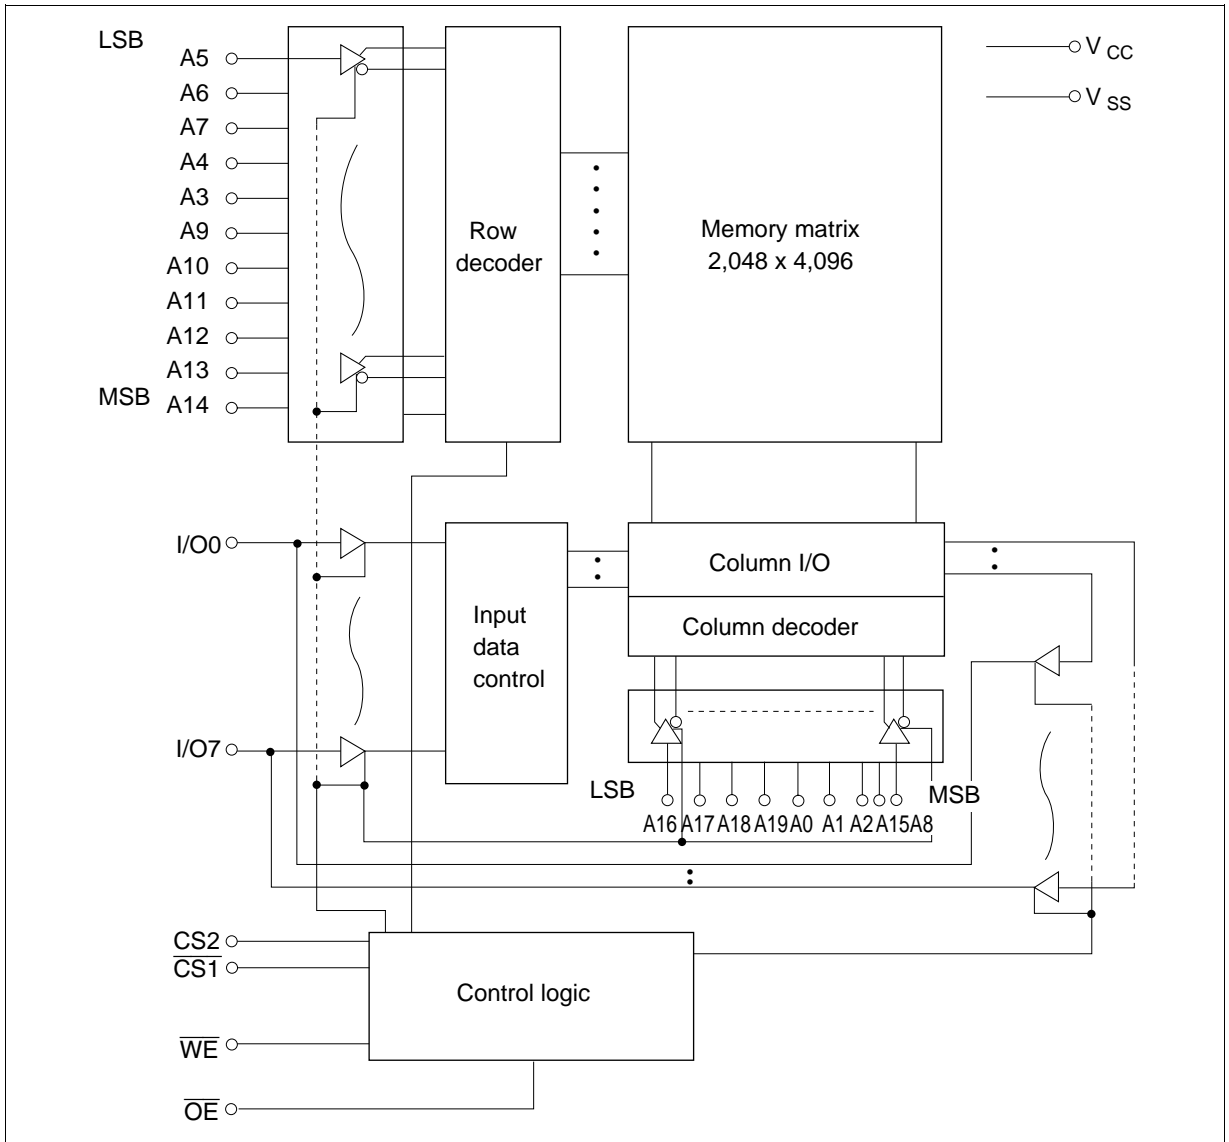 LSB
A5
A6
A7
A4
A3
A9
A10
A11
A12
A13
MSB
A14
Row
decoder
Memory matrix
2,048 x 4,096
V CC
V SS
I/O0
I/O7
Input
data
control
Column I/O
Column decoder
LSB
MSB
A16 A17 A18 A19 A0 A1 A2 A15 A8
CS2
CS1
WE
OE
Control logic